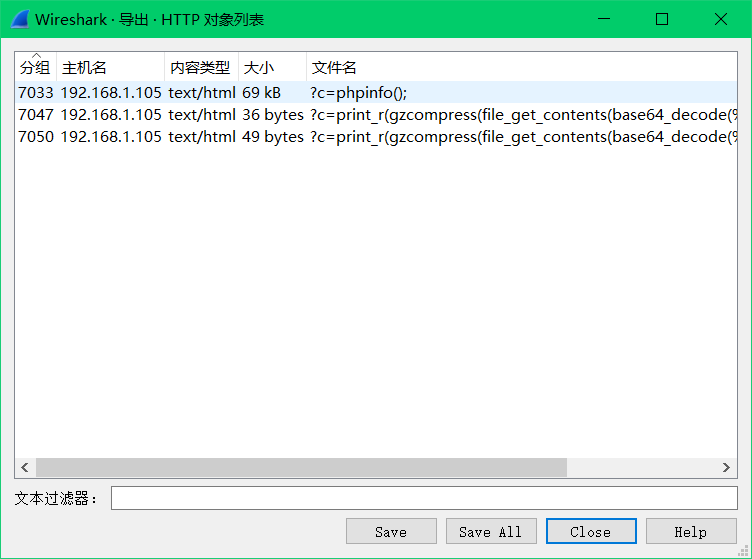 Wireshark · 导出 · HTTP 对象列表
分组 主机名 内容类型 大小 文件名
7033 192.168.1.105 text/html 69 kB ?c=phpinfo();
7047 192.168.1.105 text/html 36 bytes ?c=print_r(gzcompress(file_get_contents(base64_decode(%
7050 192.168.1.105 text/html 49 bytes ?c=print_r(gzcompress(file_get_contents(base64_decode(%
文本过滤器：
Save Save All Close Help